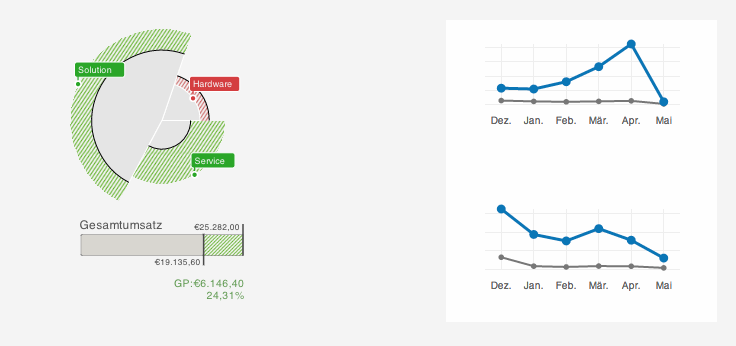 Solution
Hardware
Service
Gesamtumsatz
€25.282,00
€19.135,60
GP:€6.146,40
24,31%
Dez. Jan. Feb. Mär. Apr. Mai
Dez. Jan. Feb. Mär. Apr. Mai